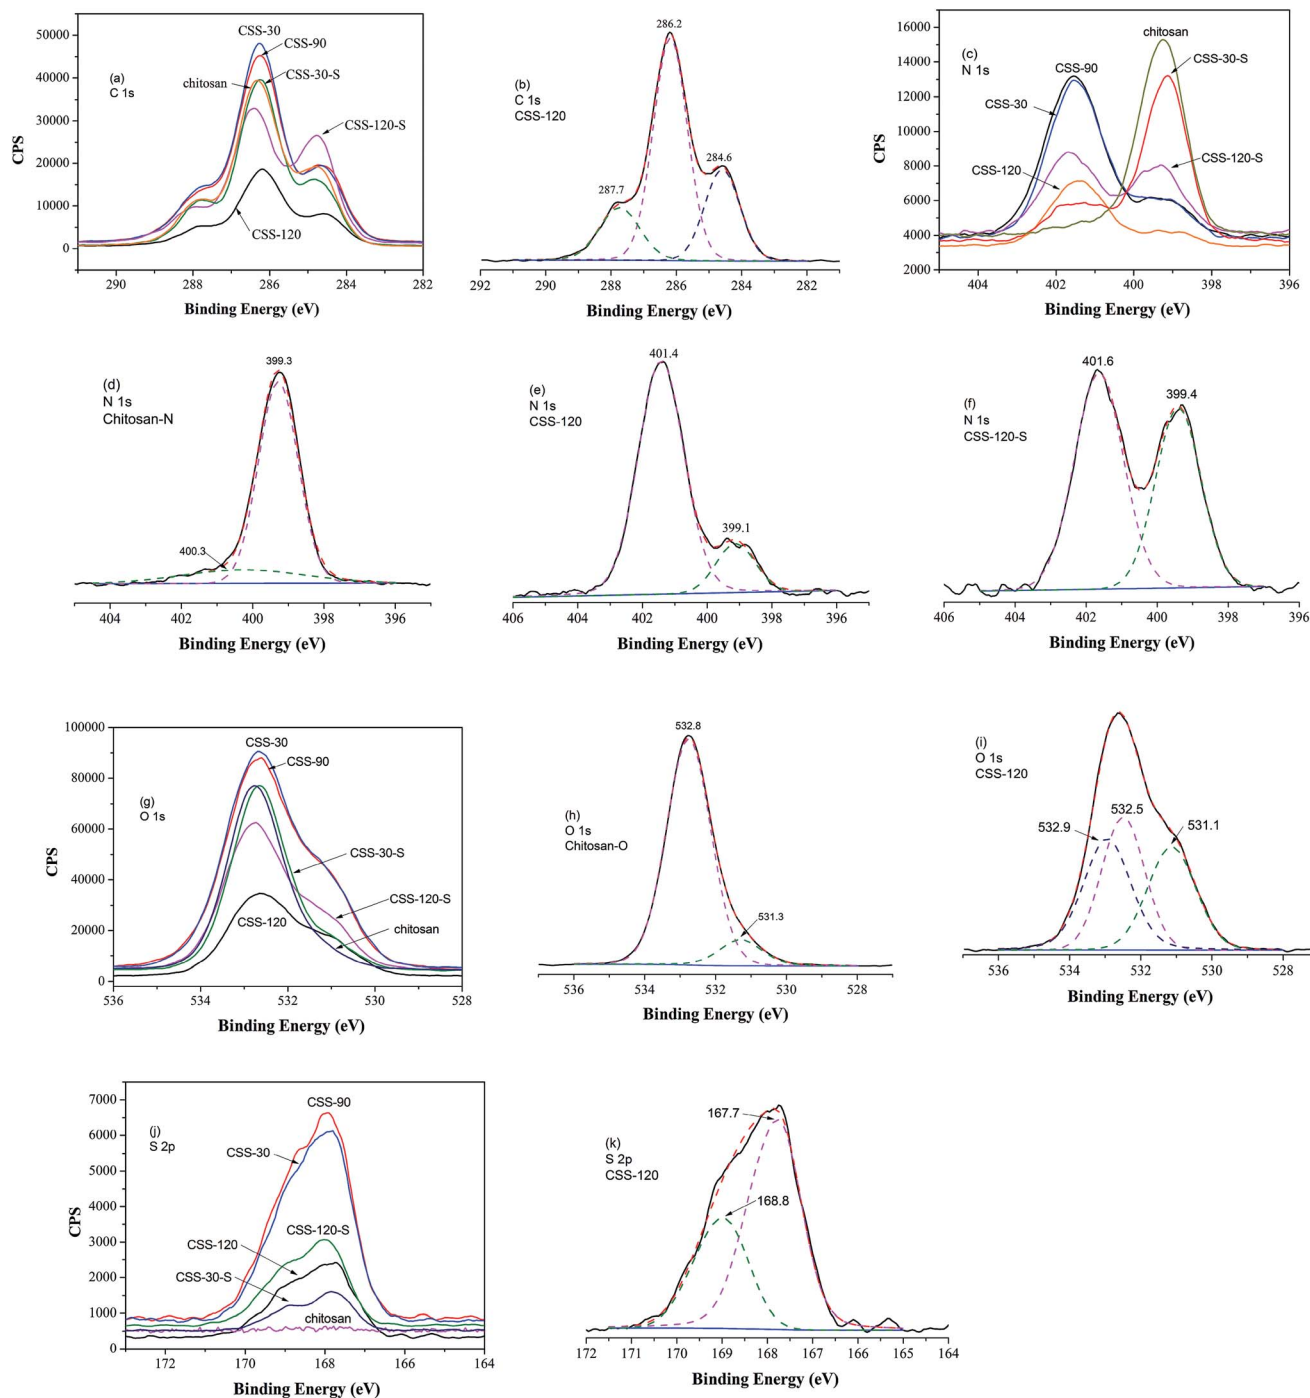 50000
40000
30000
20000
10000
0
CPS
(a)
C 1s
CSS-30
CSS-90
chitosan
CSS-30-S
CSS-120-S
CSS-120
290 288 286 284 282
Binding Energy (eV)
(b)
C 1s
CSS-120
286.2
284.6
287.7
292 290 288 286 284 282
Binding Energy (eV)
16000
14000
12000
10000
8000
6000
4000
2000
CPS
(c)
N 1s
chitosan
CSS-90
CSS-30-S
CSS-30
CSS-120-S
CSS-120
404 402 400 398 396
Binding Energy (eV)
(d)
N 1s
Chitosan-N
399.3
400.3
404 402 400 398 396
Binding Energy (eV)
(e)
N 1s
CSS-120
401.4
399.1
406 404 402 400 398 396
Binding Energy (eV)
(f)
N 1s
CSS-120-S
401.6
399.4
406 404 402 400 398 396
Binding Energy (eV)
100000
80000
60000
40000
20000
0
CPS
(g)
O 1s
CSS-30
CSS-90
CSS-30-S
CSS-120-S
CSS-120
chitosan
536 534 532 530 528
Binding Energy (eV)
(h)
O 1s
Chitosan-O
532.8
531.3
536 534 532 530 528
Binding Energy (eV)
(i)
O 1s
CSS-120
532.9
532.5
531.1
536 534 532 530 528
Binding Energy (eV)
7000
6000
5000
4000
3000
2000
1000
0
CPS
(j)
S 2p
CSS-90
CSS-30
CSS-120-S
CSS-120
CSS-30-S
chitosan
172 170 168 166 164
Binding Energy (eV)
(k)
S 2p
CSS-120
167.7
168.8
172 171 170 169 168 167 166 165 164
Binding Energy (eV)